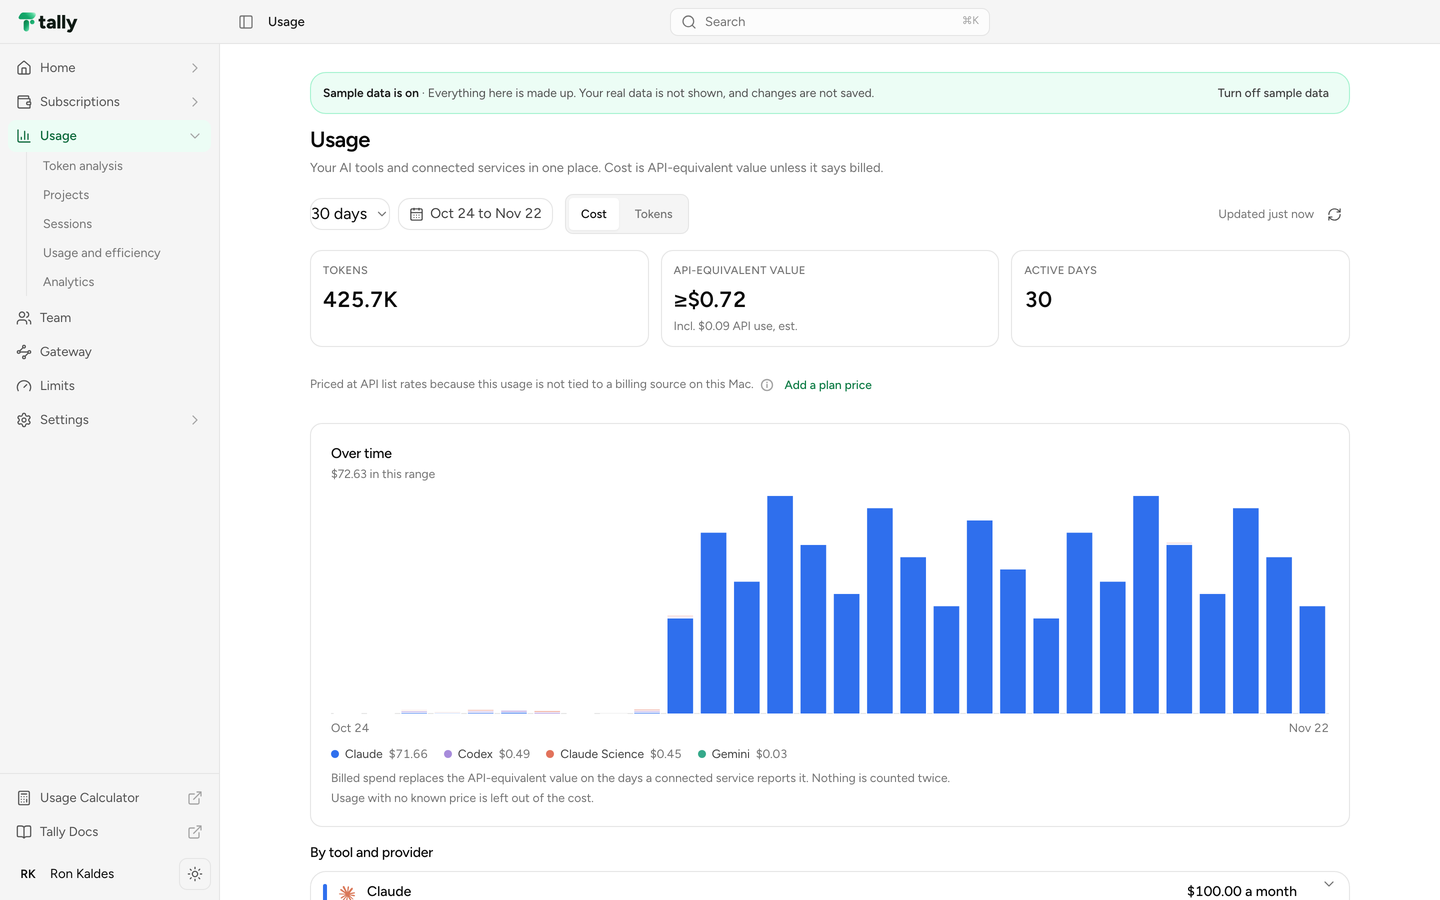 tally
Usage
Search
⌘K
Home
Subscriptions
Usage
Token analysis
Projects
Sessions
Usage and efficiency
Analytics
Team
Gateway
Limits
Settings
Usage Calculator
Tally Docs
RK Ron Kaldes
Sample data is on · Everything here is made up. Your real data is not shown, and changes are not saved.
Turn off sample data
Usage
Your AI tools and connected services in one place. Cost is API-equivalent value unless it says billed.
30 days
Oct 24 to Nov 22
Cost
Tokens
Updated just now
TOKENS
425.7K
API-EQUIVALENT VALUE
≥$0.72
Incl. $0.09 API use, est.
ACTIVE DAYS
30
Priced at API list rates because this usage is not tied to a billing source on this Mac.
Add a plan price
Over time
$72.63 in this range
Oct 24
Nov 22
Claude $71.66
Codex $0.49
Claude Science $0.45
Gemini $0.03
Billed spend replaces the API-equivalent value on the days a connected service reports it. Nothing is counted twice.
Usage with no known price is left out of the cost.
By tool and provider
Claude
$100.00 a month